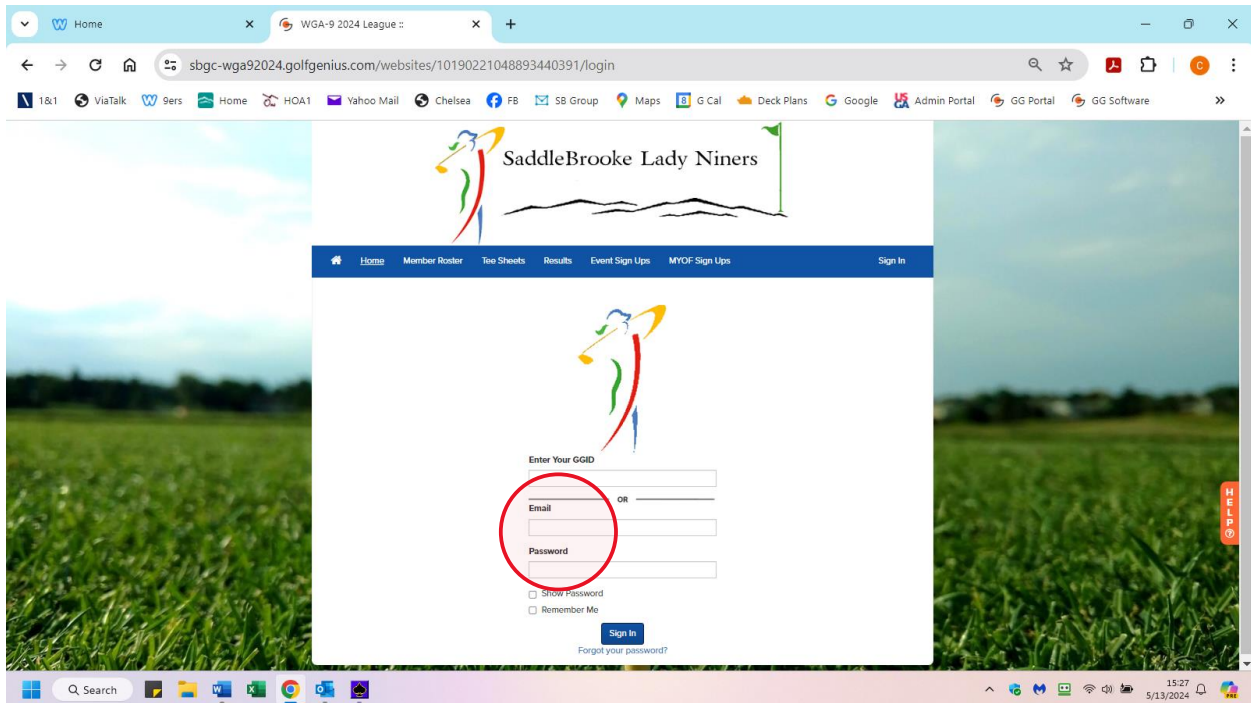 Home
WGA-9 2024 League ::
sbgc-wga92024.golfgenius.com/websites/10190221048893440391/login
C
1&1 ViaTalk 9ers Home HOA1 Yahoo Mail Chelsea FB SB Group Maps 8 G Cal Deck Plans Google Admin Portal GG Portal GG Software »
SaddleBrooke Lady Niners
Home Member Roster Tee Sheets Results Event Sign Ups MYOF Sign Ups Sign In
Enter Your GGID
OR
Email
Password
Show Password
Remember Me
Sign In
Forgot your password?
HELP?
Search
15:27
5/13/2024
PRE